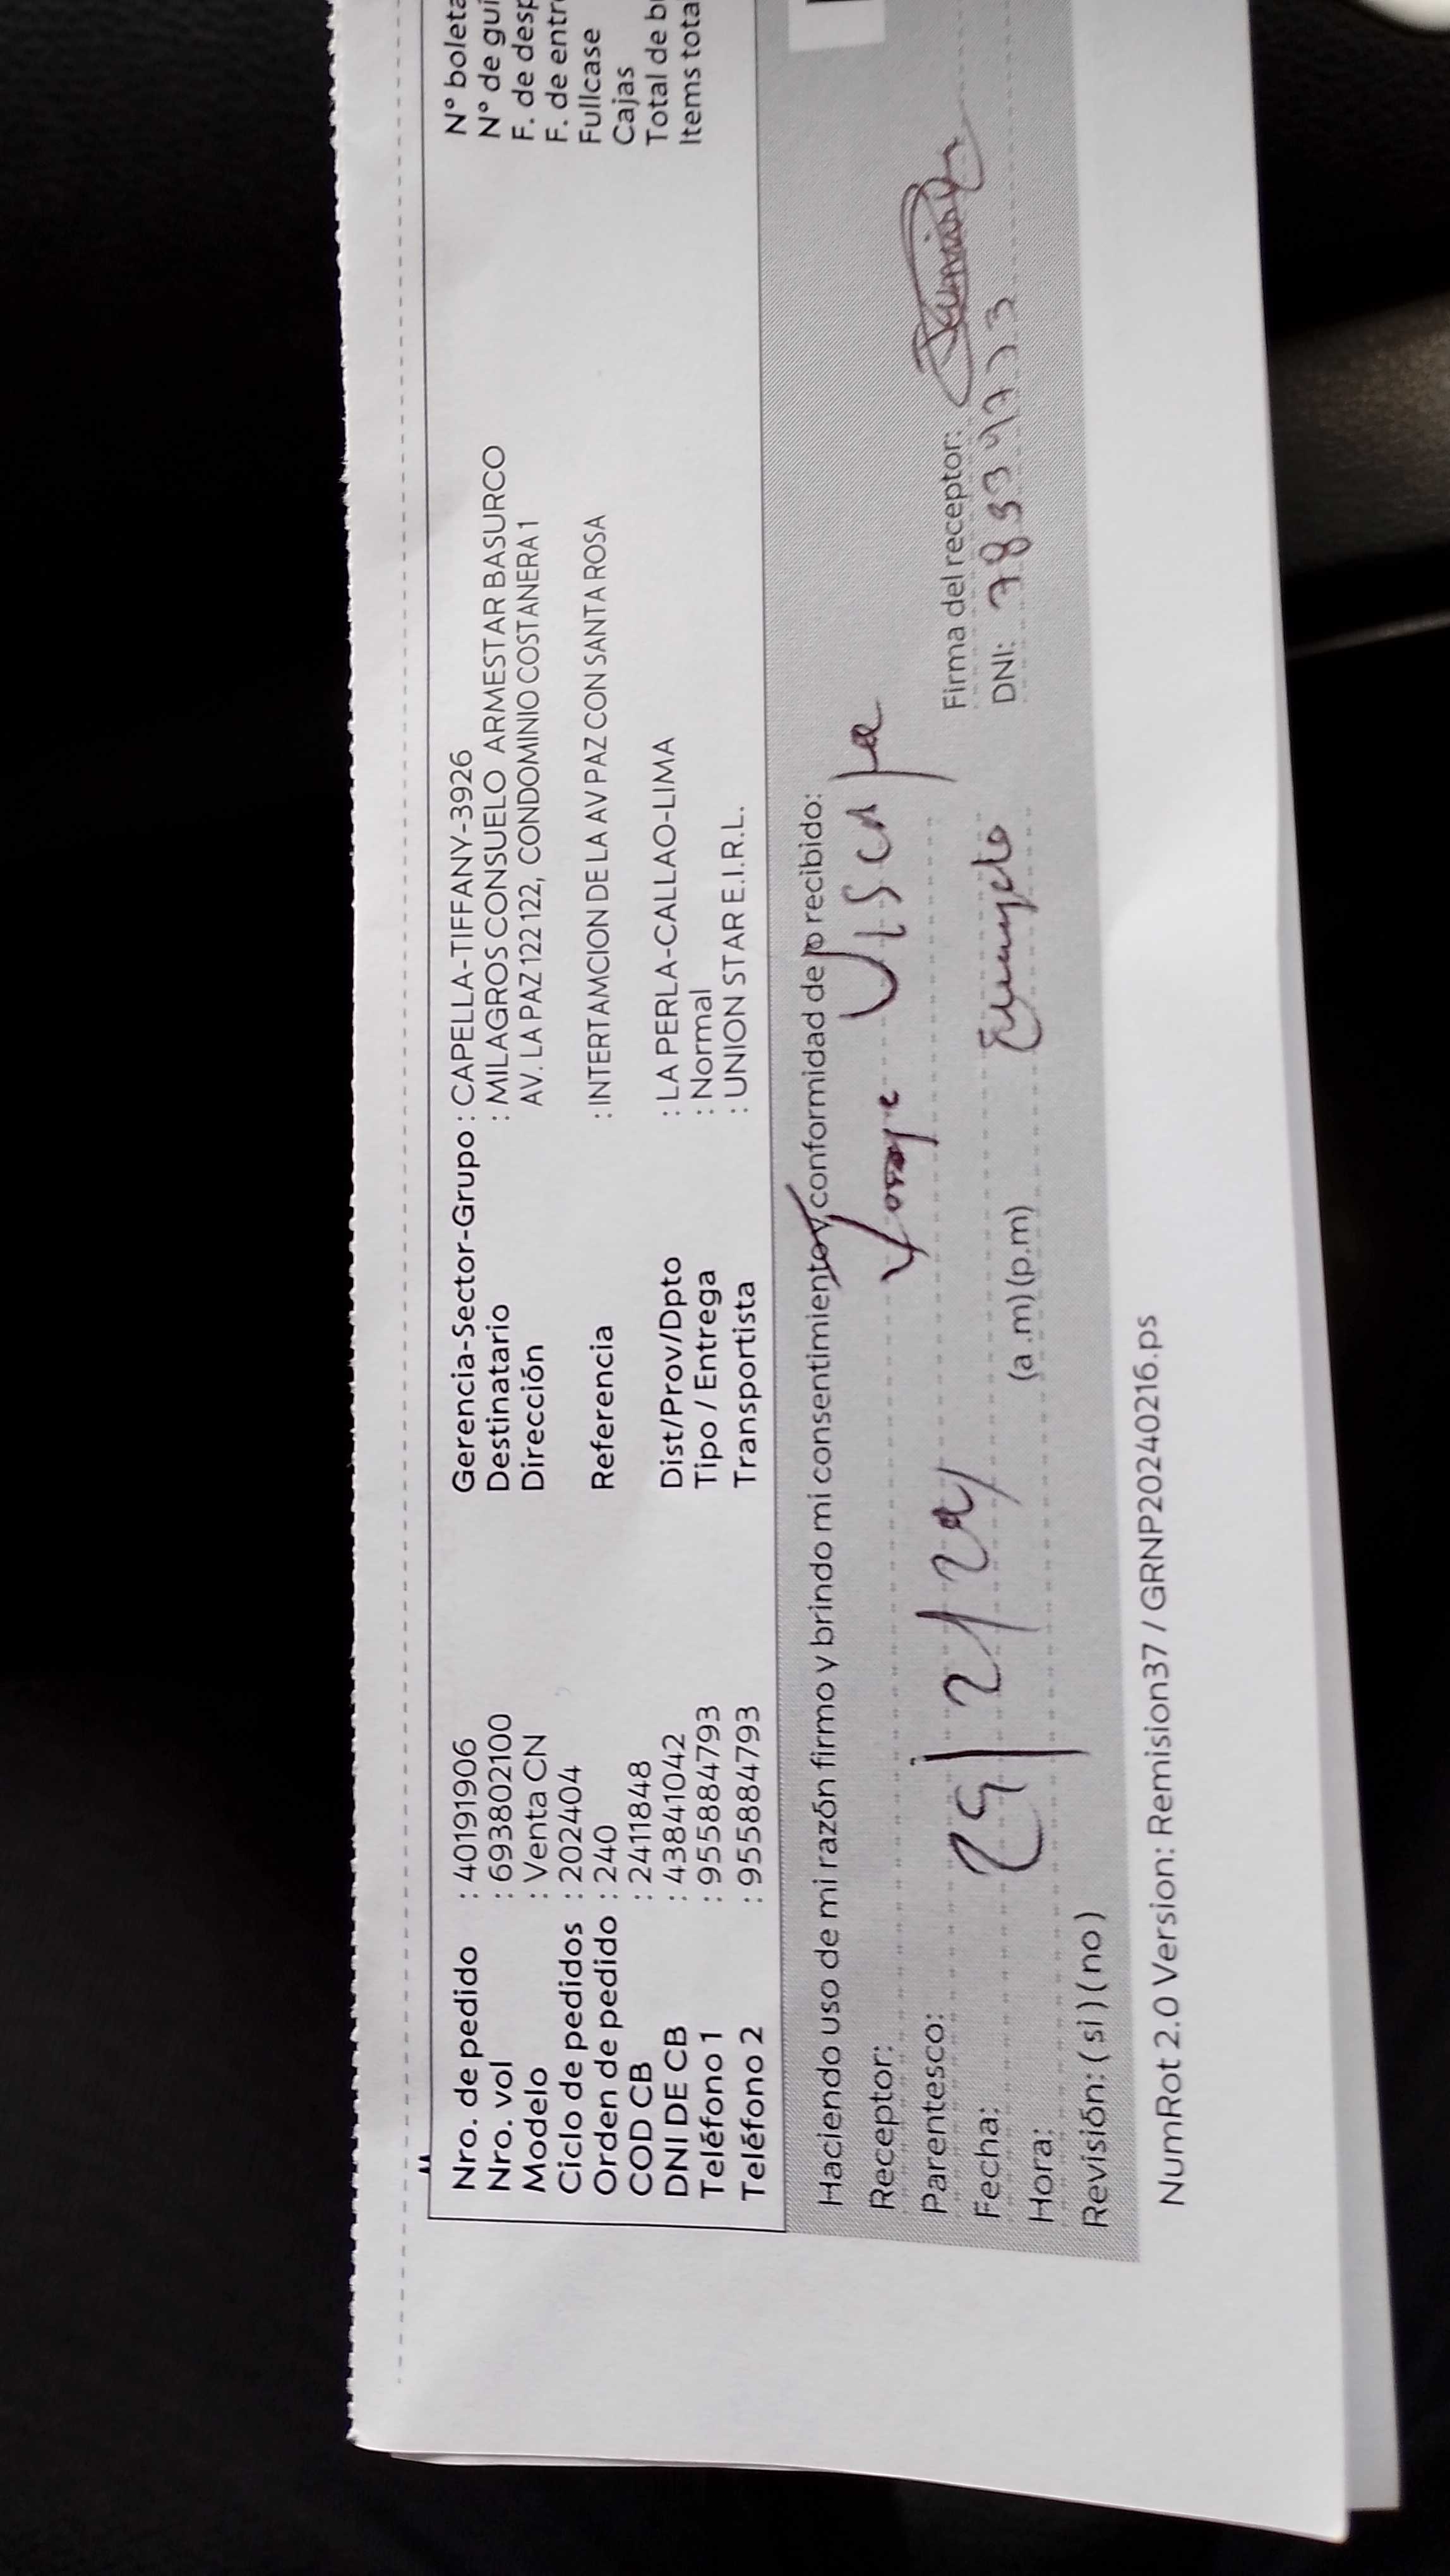 Nro. de pedido : 40191906
Nro. vol : 693802100
Modelo : Venta CN
Ciclo de pedidos : 202404
Orden de pedido : 240
COD CB : 2411848
DNI DE CB : 43841042
Teléfono 1 : 955884793
Teléfono 2 : 955884793
Gerencia-Sector-Grupo : CAPELLA-TIFFANY-3926
Destinatario : MILAGROS CONSUELO ARMESTAR BASURCO
Dirección AV. LA PAZ 122 122, CONDOMINIO COSTANERA 1
Referencia : INTERTAMCION DE LA AV PAZ CON SANTA ROSA
Dist/Prov/Dpto : LA PERLA-CALLAO-LIMA
Tipo / Entrega : Normal
Transportista : UNION STAR E.I.R.L.
N° boleta
N° de guí
F. de desp
F. de entre
Fullcase
Cajas
Total de bu
Items tota
Haciendo uso de mi razón firmo y brindo mi consentimiento y conformidad de lo recibido:
Receptor: Jorge
Parentesco:
Fecha: 2/24
Hora: (a .m) (p.m)
Revisión: ( si ) ( no )
Firma del receptor:
DNI:
NumRot 2.0 Version: Remision37 / GRNP20240216.ps